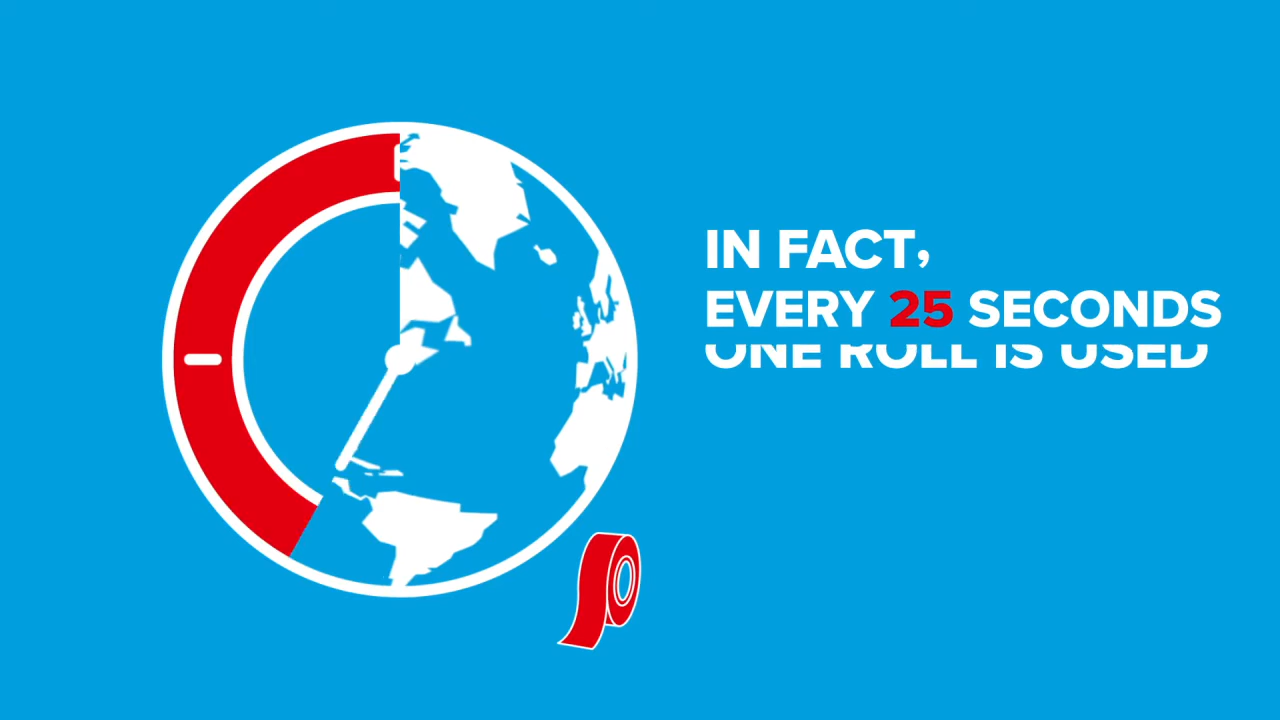 IN FACT,
EVERY 25 SECONDS
ONE ROLL IS USED